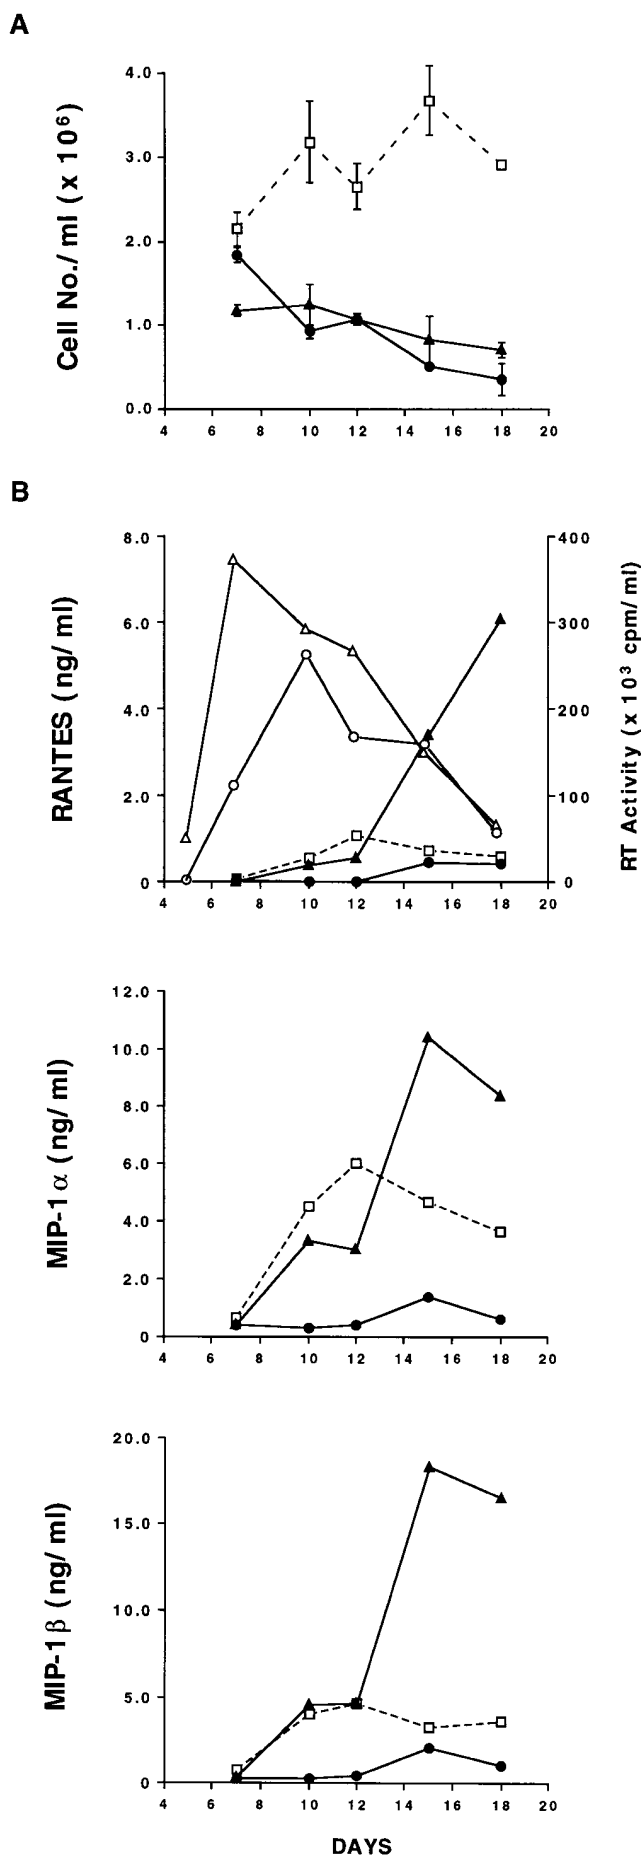 A
Cell No./ ml ( x 10⁶)
4.0
3.0
2.0
1.0
0.0
4 6 8 10 12 14 16 18 20
B
RANTES ( ng/ ml)
RT Activity ( x 10³ cpm/ ml)
8.0 400
6.0 300
4.0 200
2.0 100
0 0
4 6 8 10 12 14 16 18 20
MIP-1α ( ng/ ml)
12.0
10.0
8.0
6.0
4.0
2.0
0
4 6 8 10 12 14 16 18 20
MIP-1β ( ng/ ml)
20.0
15.0
10.0
5.0
0
4 6 8 10 12 14 16 18 20
DAYS